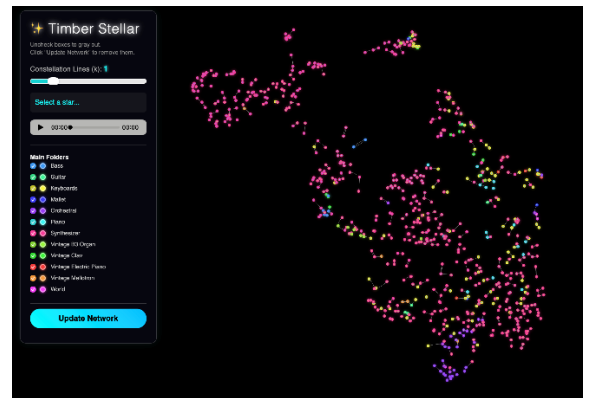 ✨ Timber Stellar
Uncheck boxes to gray out.
Click 'Update Network' to remove them.
Constellation Lines (k): 1
Select a star...
00:00 00:00
Main Folders
Bass
Guitar
Keyboards
Mallet
Orchestral
Piano
Synthesizer
Vintage B3 Organ
Vintage Clav
Vintage Electric Piano
Vintage Mellotron
World
Update Network